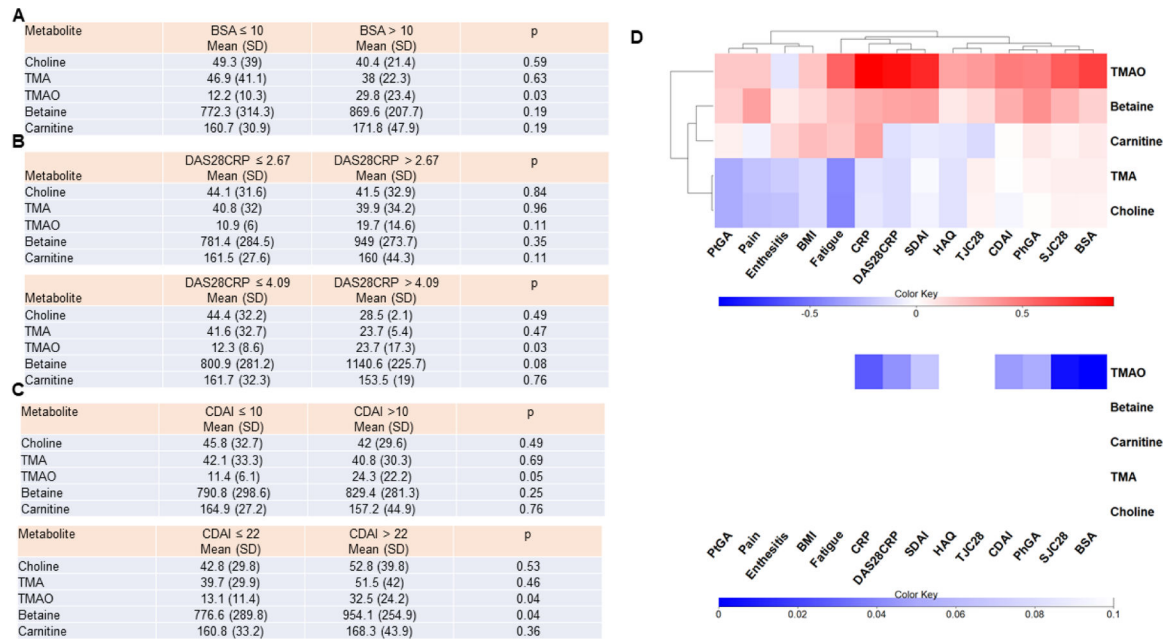 A
Metabolite BSA ≤ 10 BSA > 10 p
Mean (SD) Mean (SD)
Choline 49.3 (39) 40.4 (21.4) 0.59
TMA 46.9 (41.1) 38 (22.3) 0.63
TMAO 12.2 (10.3) 29.8 (23.4) 0.03
Betaine 772.3 (314.3) 869.6 (207.7) 0.19
Carnitine 160.7 (30.9) 171.8 (47.9) 0.19
B
DAS28CRP ≤ 2.67 DAS28CRP > 2.67 p
Metabolite Mean (SD) Mean (SD)
Choline 44.1 (31.6) 41.5 (32.9) 0.84
TMA 40.8 (32) 39.9 (34.2) 0.96
TMAO 10.9 (6) 19.7 (14.6) 0.11
Betaine 781.4 (284.5) 949 (273.7) 0.35
Carnitine 161.5 (27.6) 160 (44.3) 0.11
DAS28CRP ≤ 4.09 DAS28CRP > 4.09 p
Metabolite Mean (SD) Mean (SD)
Choline 44.4 (32.2) 28.5 (2.1) 0.49
TMA 41.6 (32.7) 23.7 (5.4) 0.47
TMAO 12.3 (8.6) 23.7 (17.3) 0.03
Betaine 800.9 (281.2) 1140.6 (225.7) 0.08
Carnitine 161.7 (32.3) 153.5 (19) 0.76
C
Metabolite CDAI ≤ 10 CDAI >10 p
Mean (SD) Mean (SD)
Choline 45.8 (32.7) 42 (29.6) 0.49
TMA 42.1 (33.3) 40.8 (30.3) 0.69
TMAO 11.4 (6.1) 24.3 (22.2) 0.05
Betaine 790.8 (298.6) 829.4 (281.3) 0.25
Carnitine 164.9 (27.2) 157.2 (44.9) 0.76
Metabolite CDAI ≤ 22 CDAI > 22 p
Mean (SD) Mean (SD)
Choline 42.8 (29.8) 52.8 (39.8) 0.53
TMA 39.7 (29.9) 51.5 (42) 0.46
TMAO 13.1 (11.4) 32.5 (24.2) 0.04
Betaine 776.6 (289.8) 954.1 (254.9) 0.04
Carnitine 160.8 (33.2) 168.3 (43.9) 0.36
D
TMAO
Betaine
Carnitine
TMA
Choline
PtGA Pain Enthesitis BMI Fatigue CRP DAS28CRP SDAI HAQ TJC28 CDAI PhGA SJC28 BSA
Color Key
-0.5 0 0.5
TMAO
Betaine
Carnitine
TMA
Choline
PtGA Pain Enthesitis BMI Fatigue CRP DAS28CRP SDAI HAQ TJC28 CDAI PhGA SJC28 BSA
Color Key
0 0.02 0.04 0.06 0.08 0.1